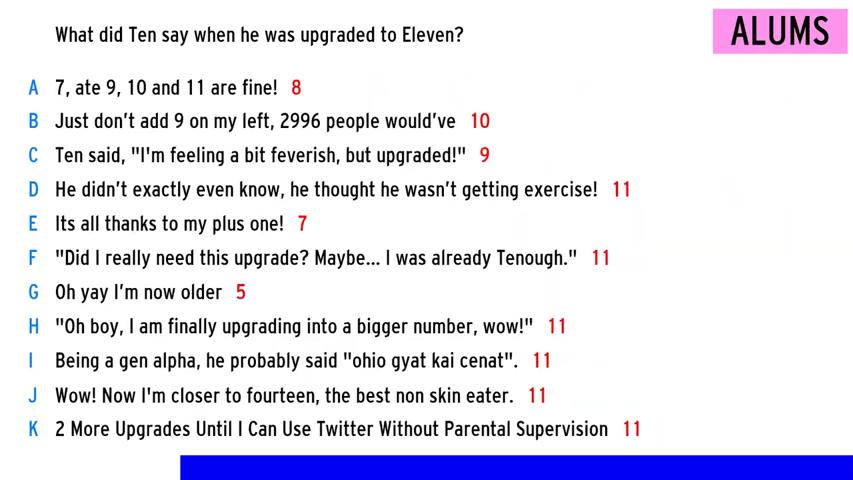 What did Ten say when he was upgraded to Eleven?
ALUMS
A 7, ate 9, 10 and 11 are fine! 8
B Just don't add 9 on my left, 2996 people would've 10
C Ten said, "I'm feeling a bit feverish, but upgraded!" 9
D He didn't exactly even know, he thought he wasn't getting exercise! 11
E Its all thanks to my plus one! 7
F "Did I really need this upgrade? Maybe... I was already Tenough." 11
G Oh yay I'm now older 5
H "Oh boy, I am finally upgrading into a bigger number, wow!" 11
I Being a gen alpha, he probably said "ohio gyat kai cenat". 11
J Wow! Now I'm closer to fourteen, the best non skin eater. 11
K 2 More Upgrades Until I Can Use Twitter Without Parental Supervision 11